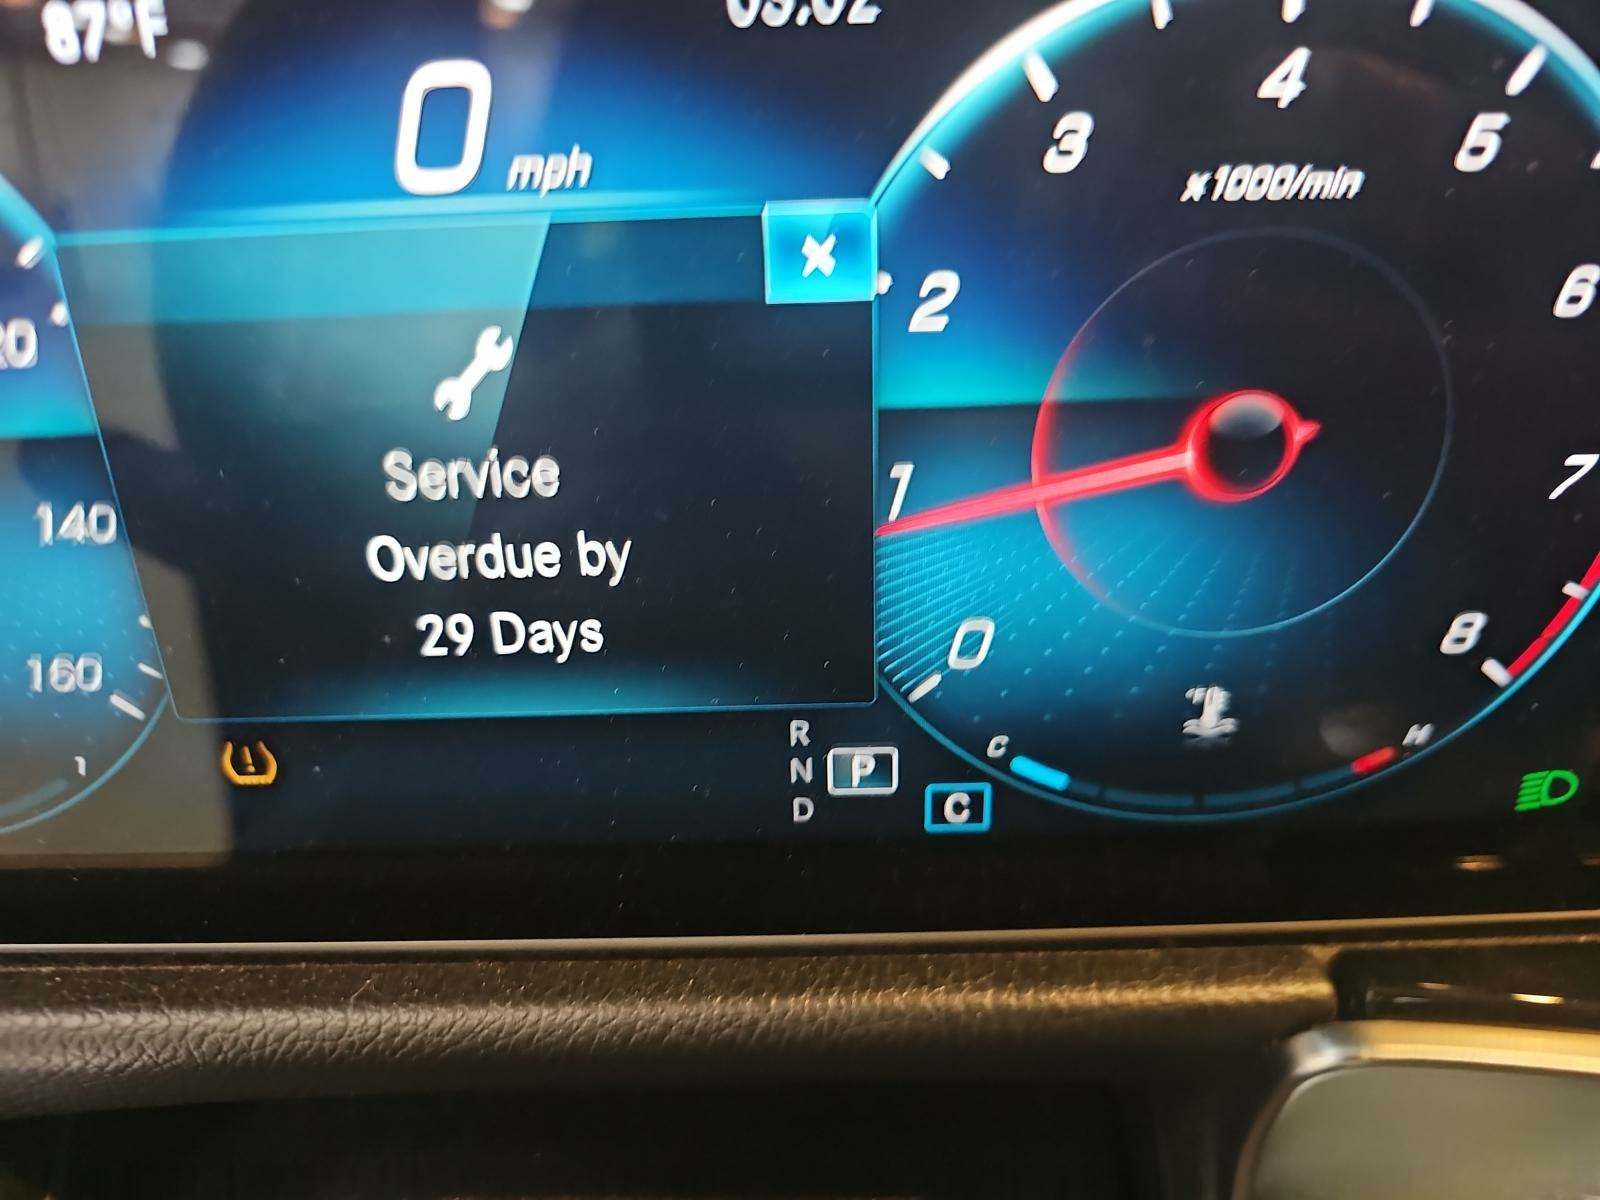 87°F
0 mph
3
4
5
x1000/min
2
6
Service
1
7
140
Overdue by
29 Days
0
8
160
R
N
P
D
C
H
C
1